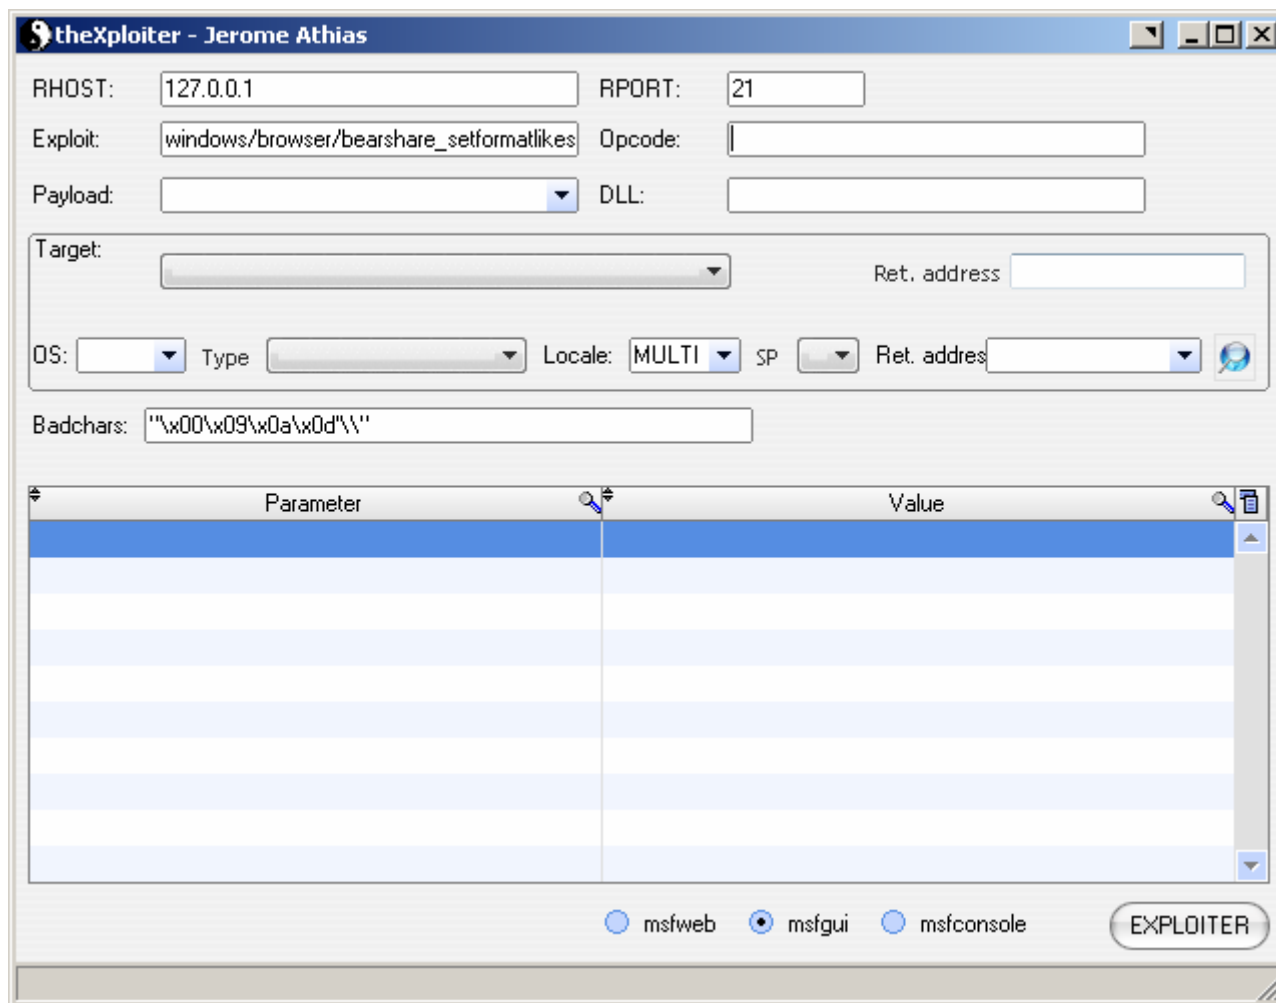 theXploiter - Jerome Athias
RHOST: 127.0.0.1 RPORT: 21
Exploit: windows/browser/bearshare_setformatlikes Opcode:
Payload: DLL:
Target:
Ret. address
OS: Type Locale: MULTI SP Ret. addres
Badchars: "\x00\x09\x0a\x0d'\\"
Parameter Value
msfweb msfgui msfconsole EXPLOITER